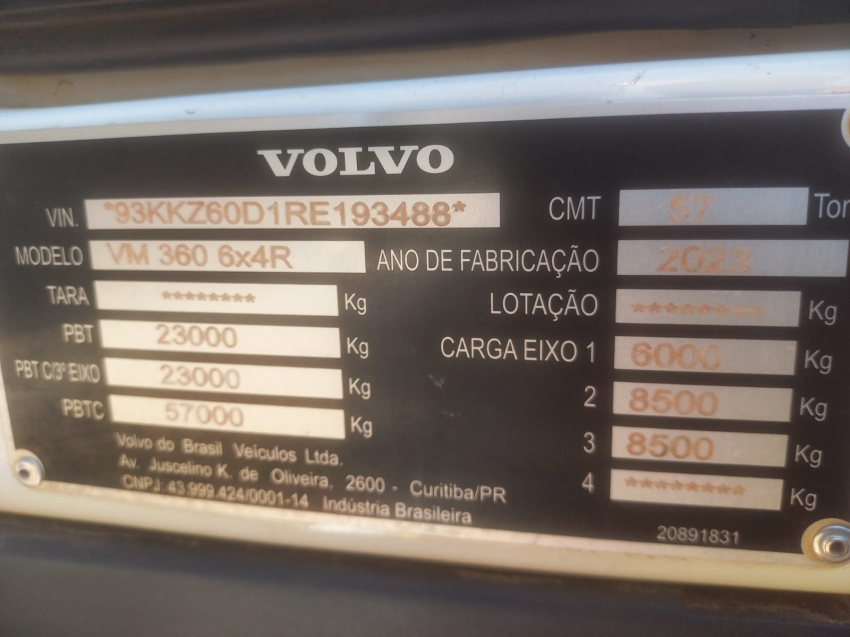 VOLVO
VIN. *93KKZ60D1RE193488* CMT 57 Ton
MODELO VM 360 6x4R ANO DE FABRICAÇÃO 2023
TARA ******** Kg LOTAÇÃO ******** Kg
PBT 23000 Kg CARGA EIXO 1 6000 Kg
PBT C/3º EIXO 23000 Kg 2 8500 Kg
PBTC 57000 Kg 3 8500 Kg
4 ******** Kg
Volvo do Brasil Veículos Ltda.
Av. Juscelino K. de Oliveira, 2600 - Curitiba/PR
CNPJ: 43.999.424/0001-14 Indústria Brasileira
20891831